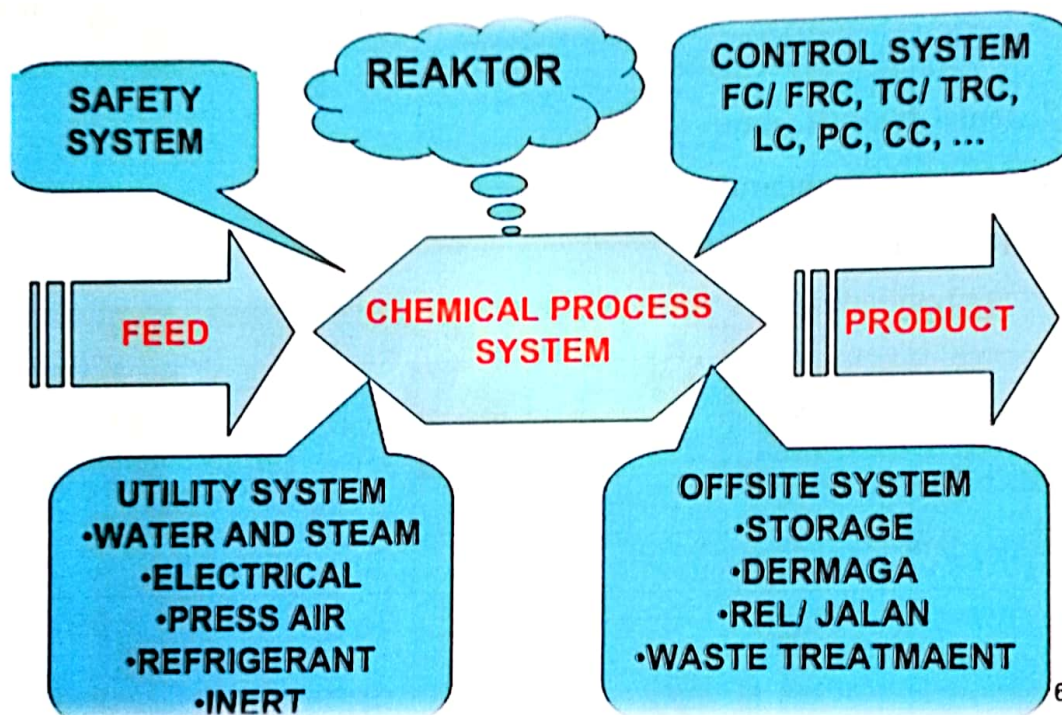 SAFETY
SYSTEM
REAKTOR
CONTROL SYSTEM
FC/ FRC, TC/ TRC,
LC, PC, CC, ...
FEED
CHEMICAL PROCESS
SYSTEM
PRODUCT
UTILITY SYSTEM
•WATER AND STEAM
•ELECTRICAL
•PRESS AIR
•REFRIGERANT
•INERT
OFFSITE SYSTEM
•STORAGE
•DERMAGA
•REL/ JALAN
•WASTE TREATMAENT
6